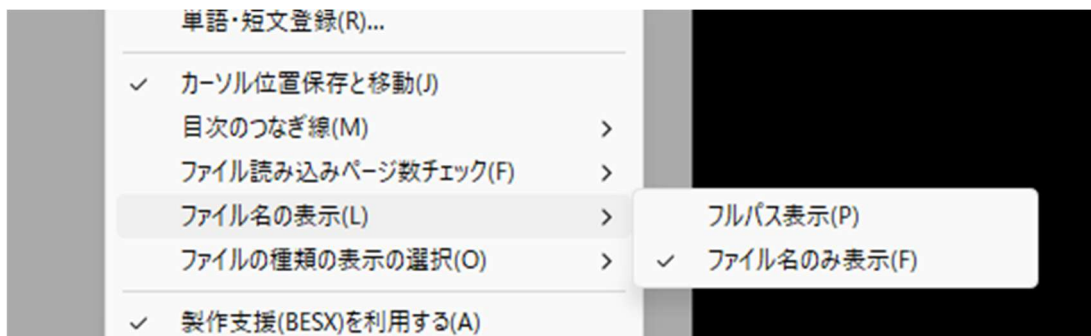 単語・短文登録(R)...
カーソル位置保存と移動(J)
目次のつなぎ線(M)
ファイル読み込みページ数チェック(F)
ファイル名の表示(L)
ファイルの種類の表示の選択(O)
製作支援(BESX)を利用する(A)
フルパス表示(P)
ファイル名のみ表示(F)